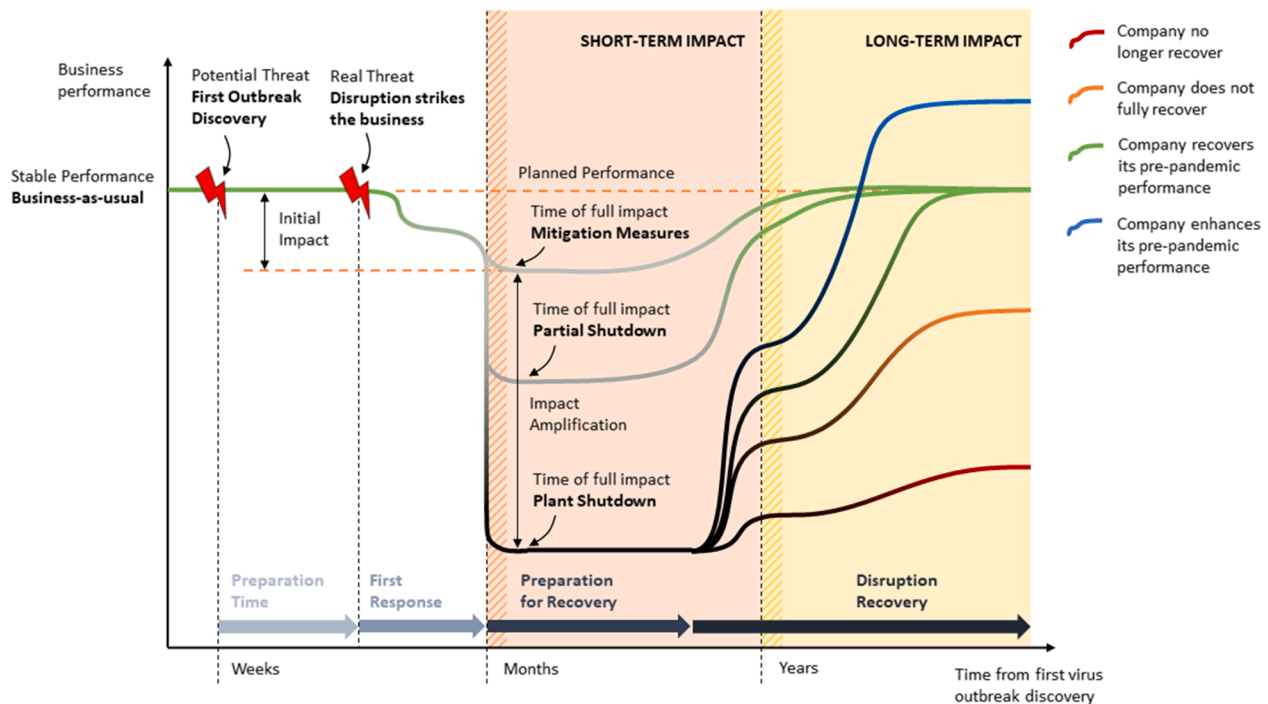 SHORT-TERM IMPACT
LONG-TERM IMPACT
Business
performance
Potential Threat
First Outbreak
Discovery
Real Threat
Disruption strikes
the business
Stable Performance
Business-as-usual
Initial
Impact
Planned Performance
Time of full impact
Mitigation Measures
Time of full impact
Partial Shutdown
Impact
Amplification
Time of full impact
Plant Shutdown
Preparation
Time
First
Response
Preparation
for Recovery
Disruption
Recovery
Weeks
Months
Years
Time from first virus
outbreak discovery
Company no
longer recover
Company does not
fully recover
Company recovers
its pre-pandemic
performance
Company enhances
its pre-pandemic
performance